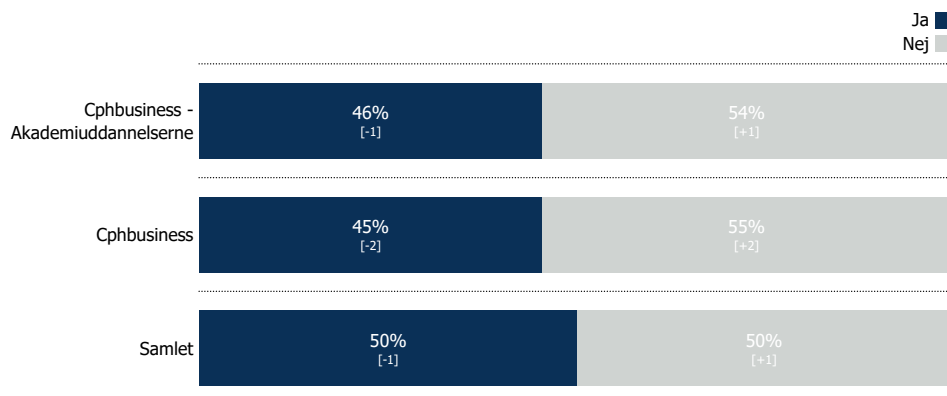 Ja
Nej
Cphbusiness -
Akademiuddannelserne
46%
[-1]
54%
[+1]
Cphbusiness
45%
[-2]
55%
[+2]
Samlet
50%
[-1]
50%
[+1]